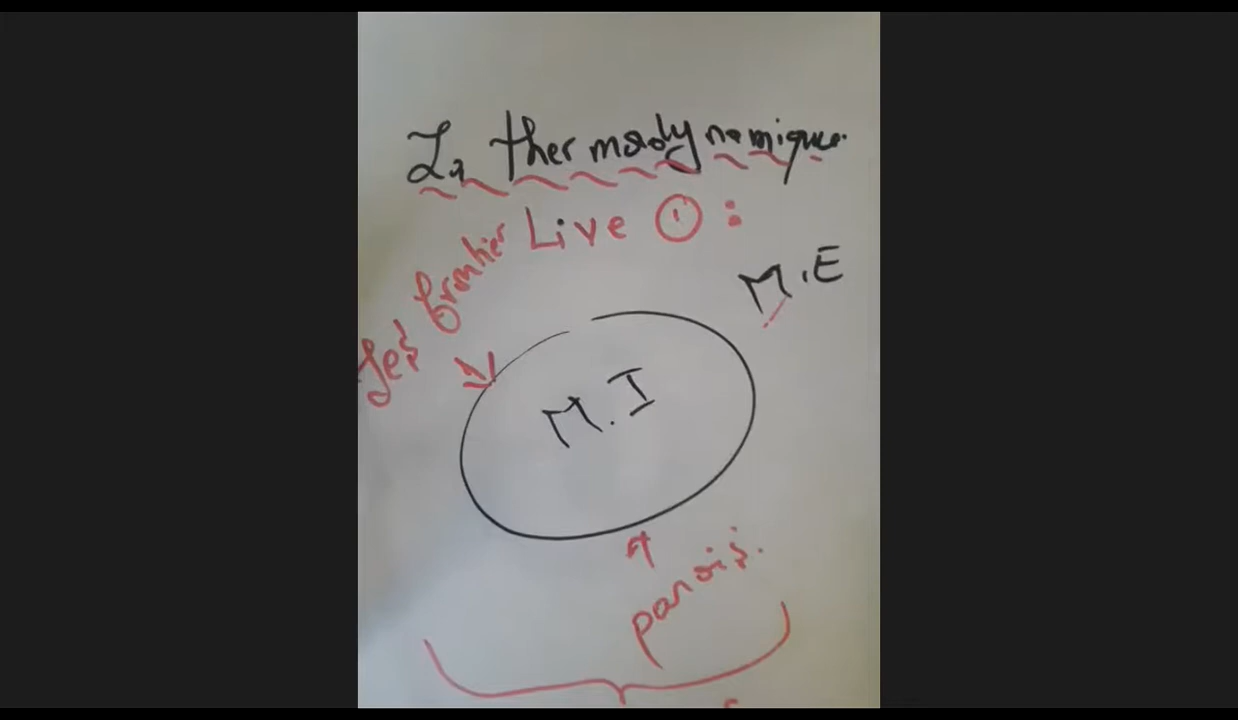 La thermodynamique.
Live ① :
Les frontier
M.E
M.I
parois.